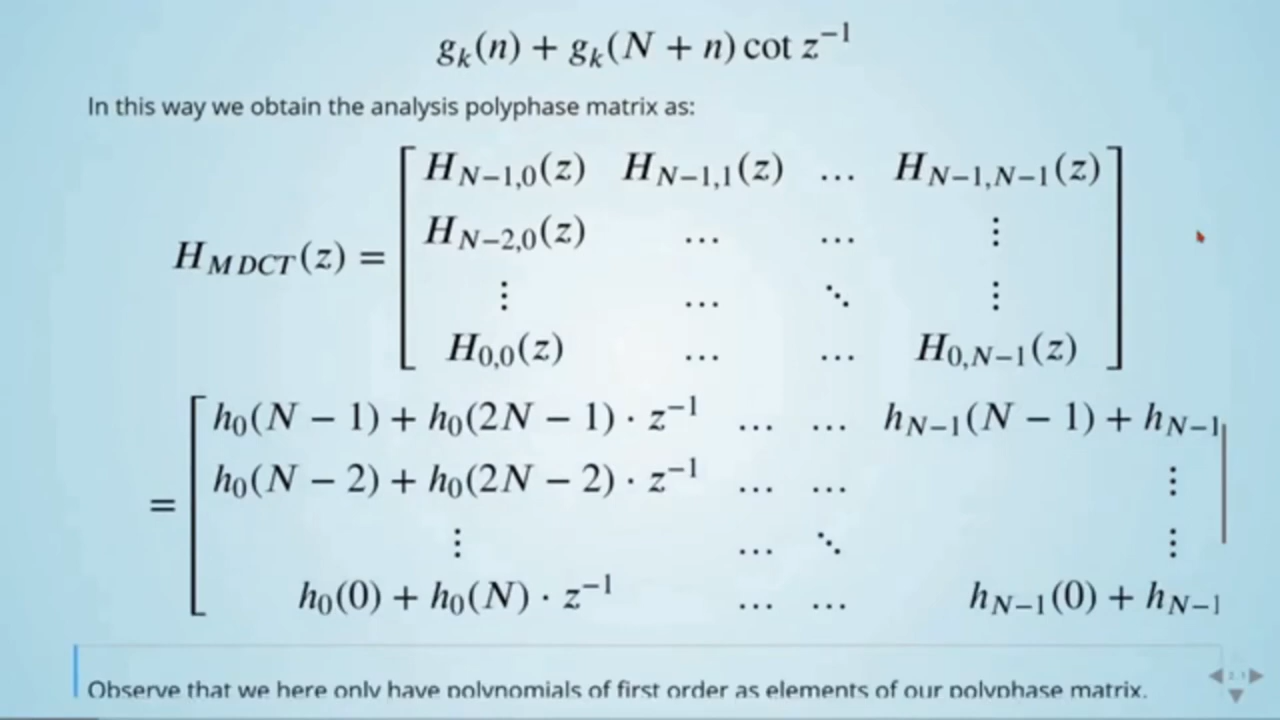 g_k(n) + g_k(N + n) cot z^{-1}
In this way we obtain the analysis polyphase matrix as:
H_{N−1,0}(z) H_{N−1,1}(z) … H_{N−1,N−1}(z)
H_{N−2,0}(z) … … ⋮
H_{MDCT}(z) =
⋮ … ⋱ ⋮
H_{0,0}(z) … … H_{0,N−1}(z)
h_0(N − 1) + h_0(2N − 1) · z^{−1} … … h_{N−1}(N − 1) + h_{N−1}
h_0(N − 2) + h_0(2N − 2) · z^{−1} … … ⋮
=
⋮ … ⋱ ⋮
h_0(0) + h_0(N) · z^{−1} … … h_{N−1}(0) + h_{N−1}
Observe that we here only have polynomials of first order as elements of our polyphase matrix.